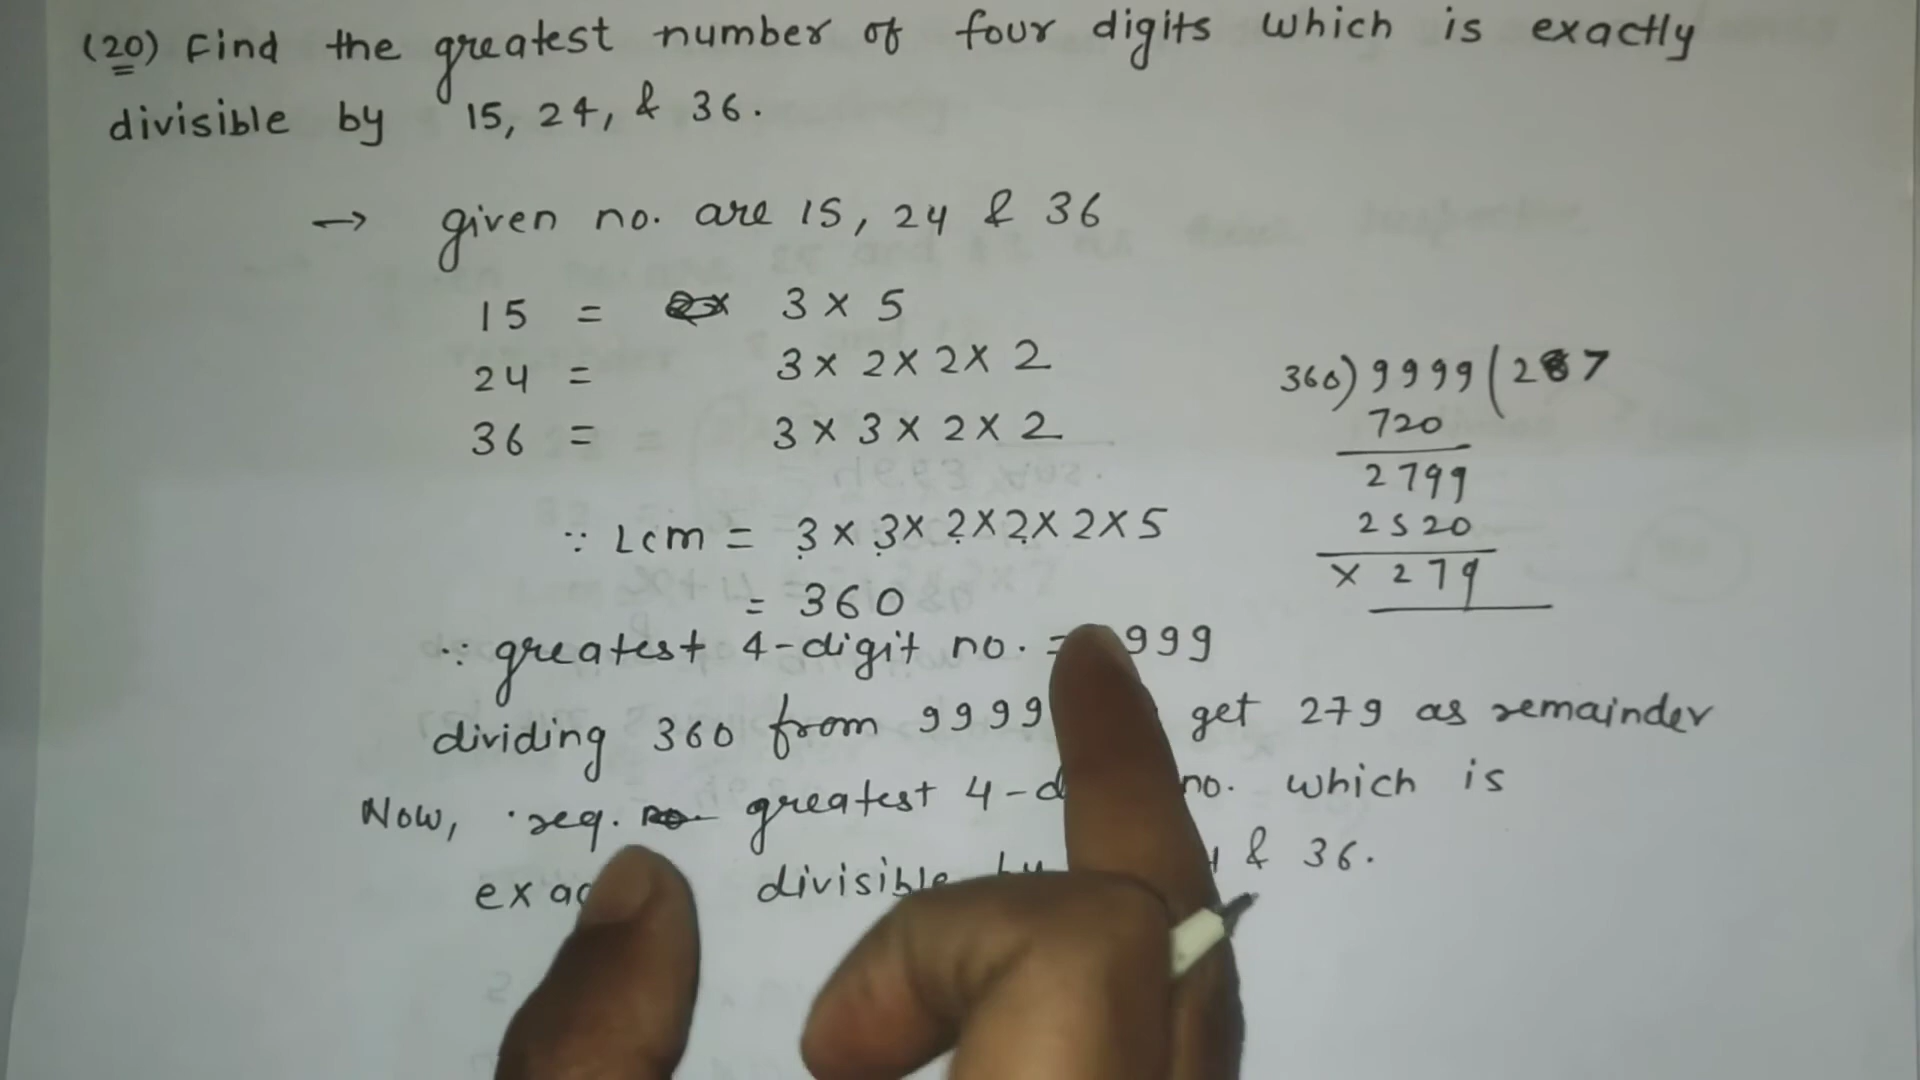 (20) Find the greatest number of four digits which is exactly
divisible by 15, 24, & 36.
→ given no. are 15, 24 & 36
15 = 3 × 5
24 = 3 × 2 × 2 × 2
36 = 3 × 3 × 2 × 2
∵ Lcm = 3 × 3 × 2 × 2 × 2 × 5
= 360
∵ greatest 4-digit no. = 999
dividing 360 from 9999 get 279 as remainder
Now, req. greatest 4-d no. which is
exac divisible by & 36.
360) 9999 ( 27
720
2799
2520
× 279